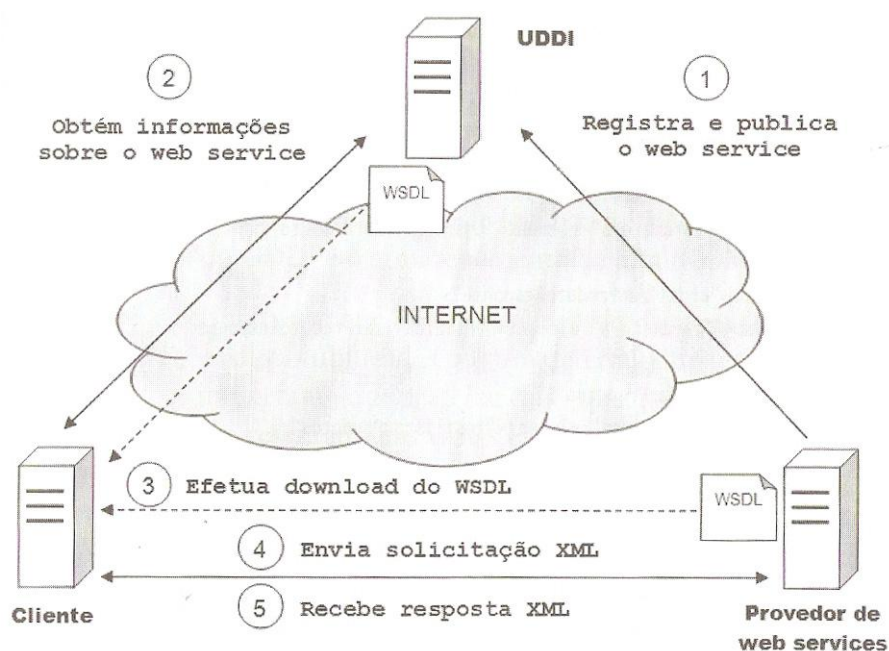 UDDI
2
1
Obtém informações
sobre o web service
Registra e publica
o web service
WSDL
INTERNET
3 Efetua download do WSDL
WSDL
4 Envia solicitação XML
5 Recebe resposta XML
Cliente
Provedor de
web services